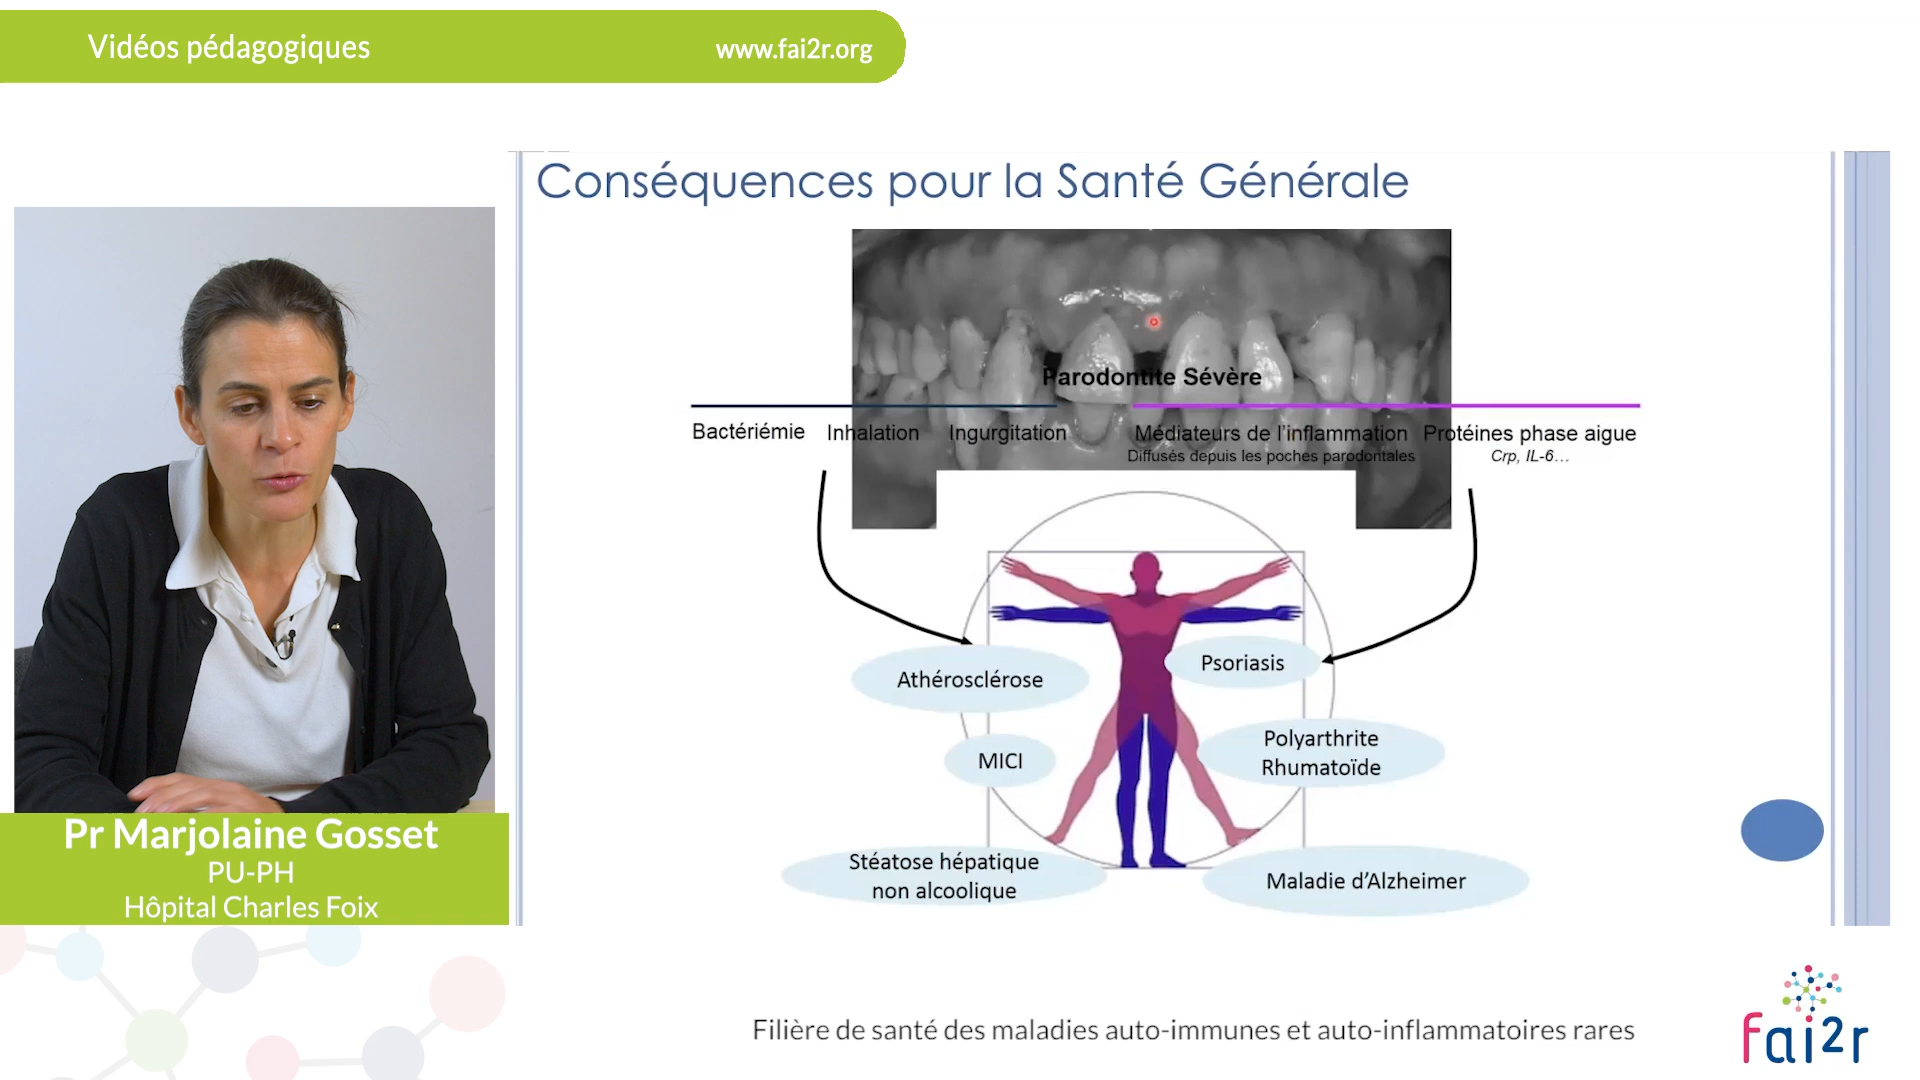 Vidéos pédagogiques
www.fai2r.org
Conséquences pour la Santé Générale
Parodontite Sévère
Bactériémie Inhalation Ingurgitation
Médiateurs de l'inflammation Protéines phase aigue
Diffusés depuis les poches parodontales Crp, IL-6…
Athérosclérose
Psoriasis
MICI
Polyarthrite
Rhumatoïde
Stéatose hépatique
non alcoolique
Maladie d'Alzheimer
Pr Marjolaine Gosset
PU-PH
Hôpital Charles Foix
Filière de santé des maladies auto-immunes et auto-inflammatoires rares
fai2r